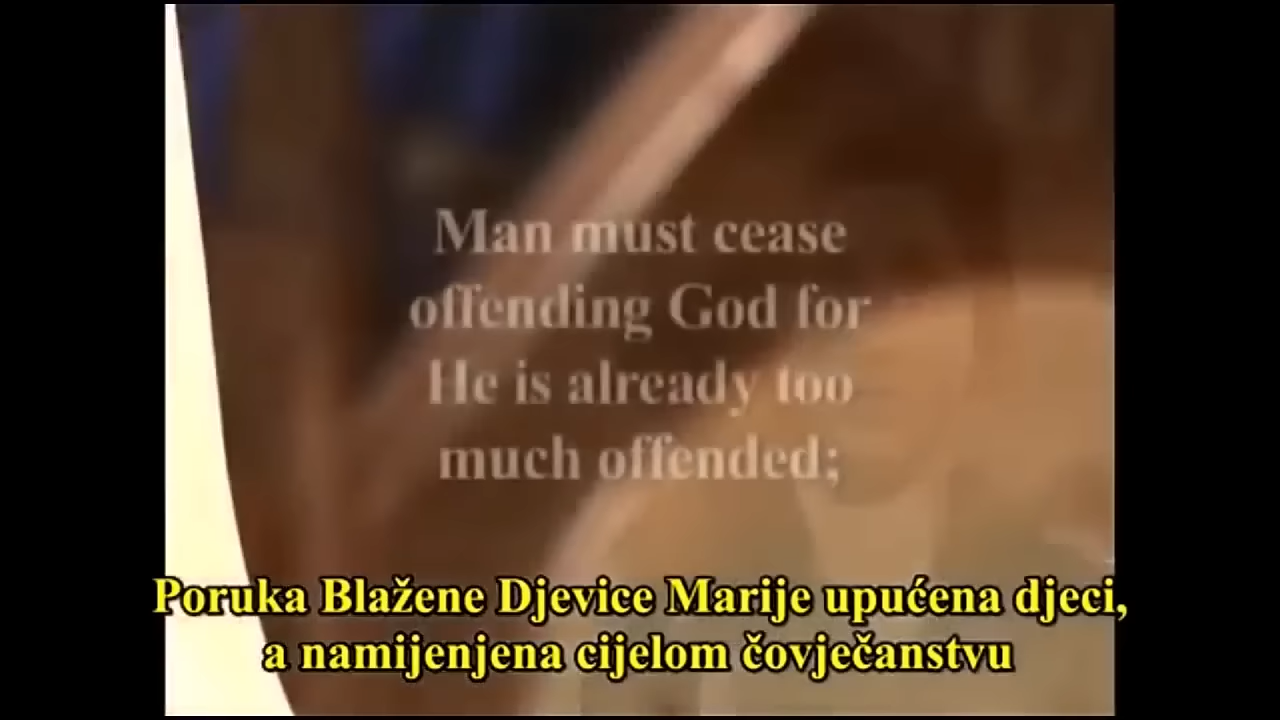 Man must cease
offending God for
He is already too
much offended;
Poruka Blažene Djevice Marije upućena djeci,
a namijenjena cijelom čovječanstvu